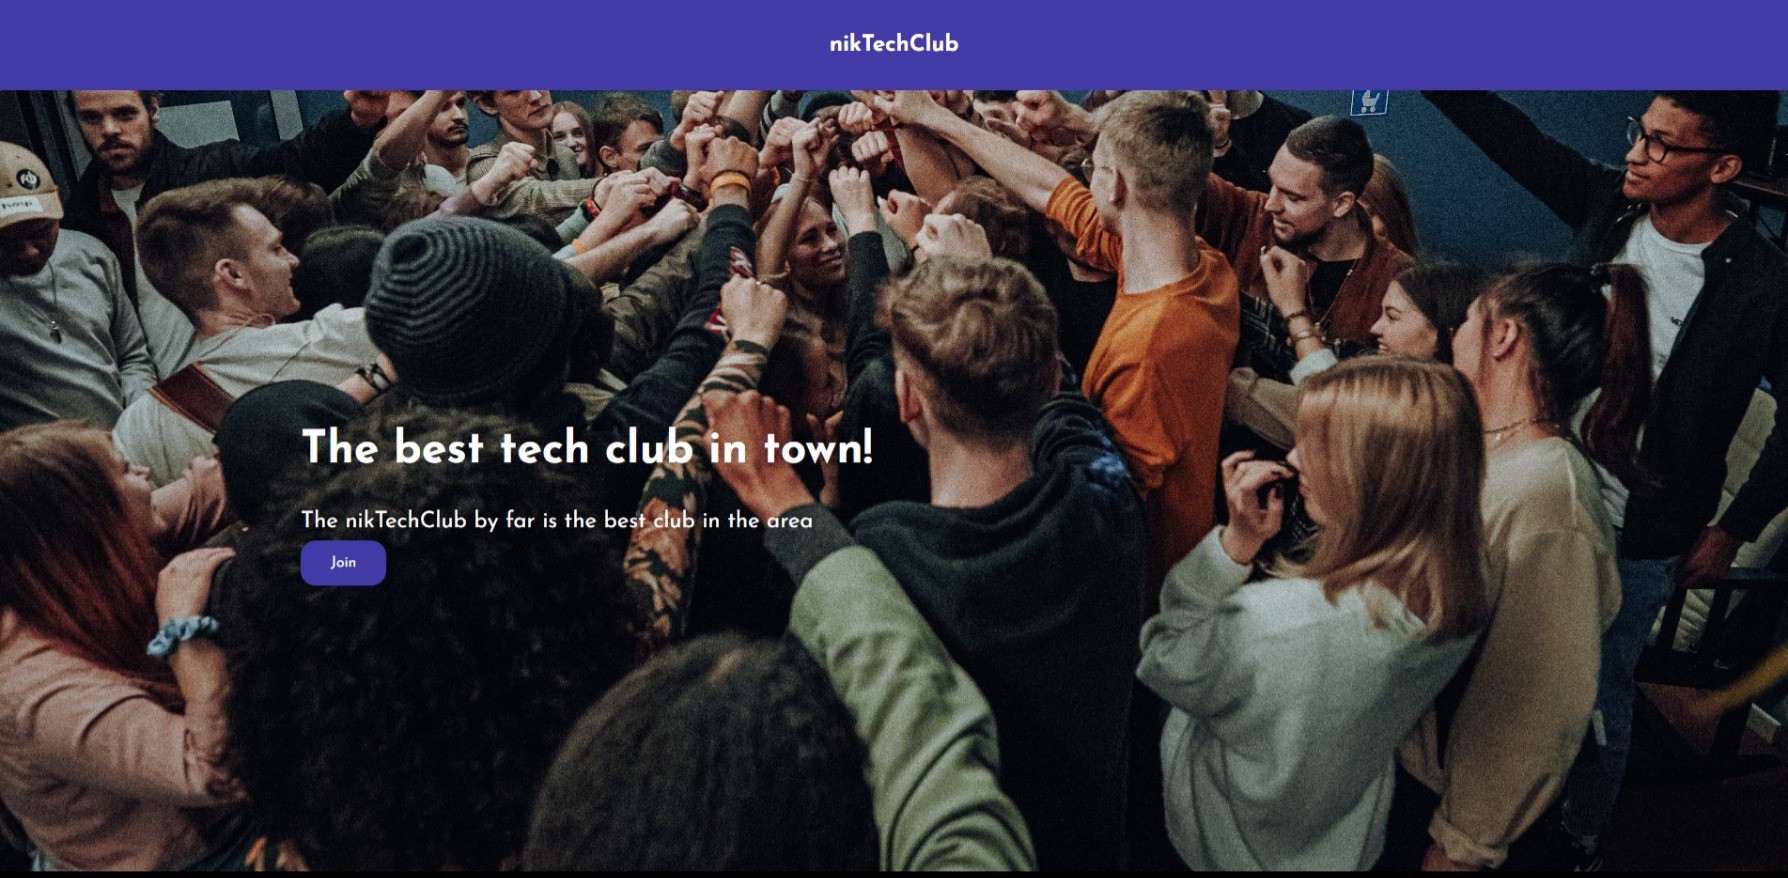 nikTechClub
The best tech club in town!
The nikTechClub by far is the best club in the area
Join